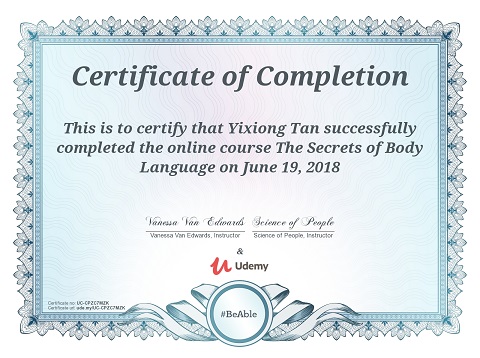 Certificate of Completion
This is to certify that Yixiong Tan successfully
completed the online course The Secrets of Body
Language on June 19, 2018
Vanessa Van Edwards Science of People
Vanessa Van Edwards, Instructor Science of People, Instructor
&
Udemy
Certificate no: UC-CPZC7MZK
Certificate url: ude.my/UC-CPZC7MZK
#BeAble